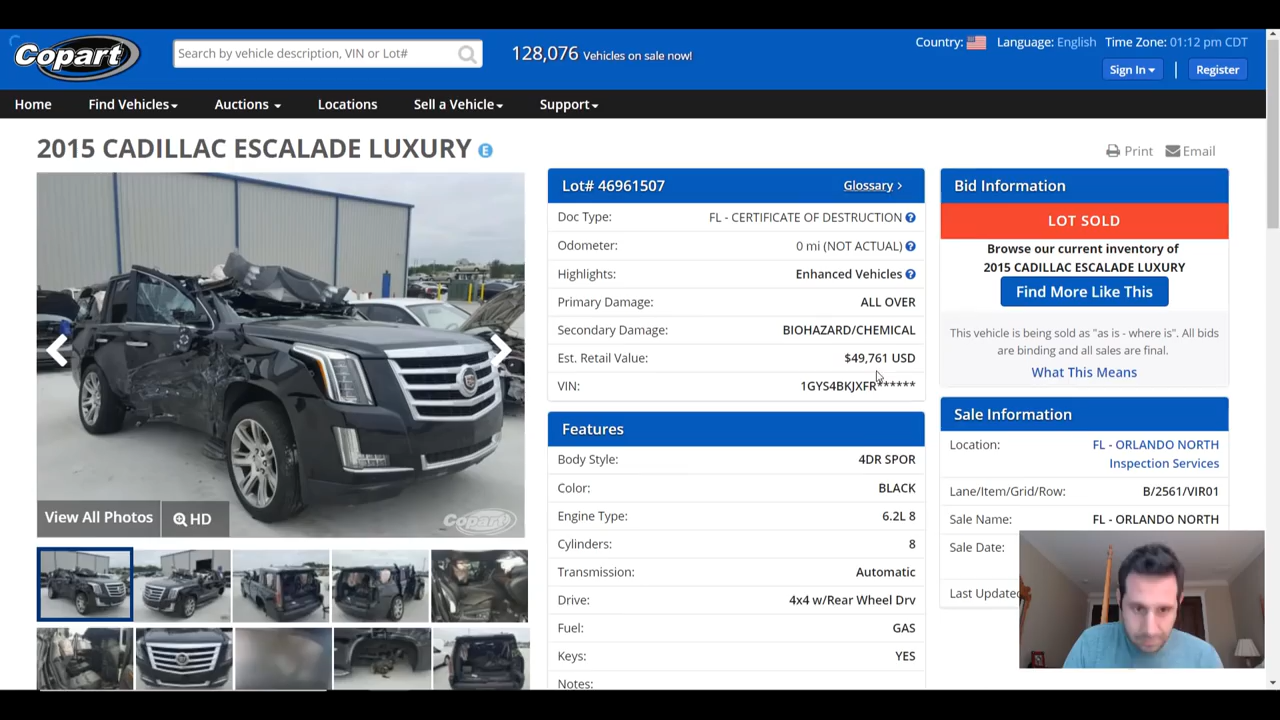 Copart
Search by vehicle description, VIN or Lot#
128,076 Vehicles on sale now!
Country: Language: English Time Zone: 01:12 pm CDT
Sign In | Register
Home Find Vehicles Auctions Locations Sell a Vehicle Support
2015 CADILLAC ESCALADE LUXURY E
Print Email
View All Photos HD
Copart
Lot# 46961507 Glossary >
Doc Type: FL - CERTIFICATE OF DESTRUCTION ?
Odometer: 0 mi (NOT ACTUAL) ?
Highlights: Enhanced Vehicles ?
Primary Damage: ALL OVER
Secondary Damage: BIOHAZARD/CHEMICAL
Est. Retail Value: $49,761 USD
VIN: 1GYS4BKJXFR******
Features
Body Style: 4DR SPOR
Color: BLACK
Engine Type: 6.2L 8
Cylinders: 8
Transmission: Automatic
Drive: 4x4 w/Rear Wheel Drv
Fuel: GAS
Keys: YES
Notes:
Bid Information
LOT SOLD
Browse our current inventory of
2015 CADILLAC ESCALADE LUXURY
Find More Like This
This vehicle is being sold as "as is - where is". All bids
are binding and all sales are final.
What This Means
Sale Information
Location: FL - ORLANDO NORTH
Inspection Services
Lane/Item/Grid/Row: B/2561/VIR01
Sale Name: FL - ORLANDO NORTH
Sale Date:
Last Updated